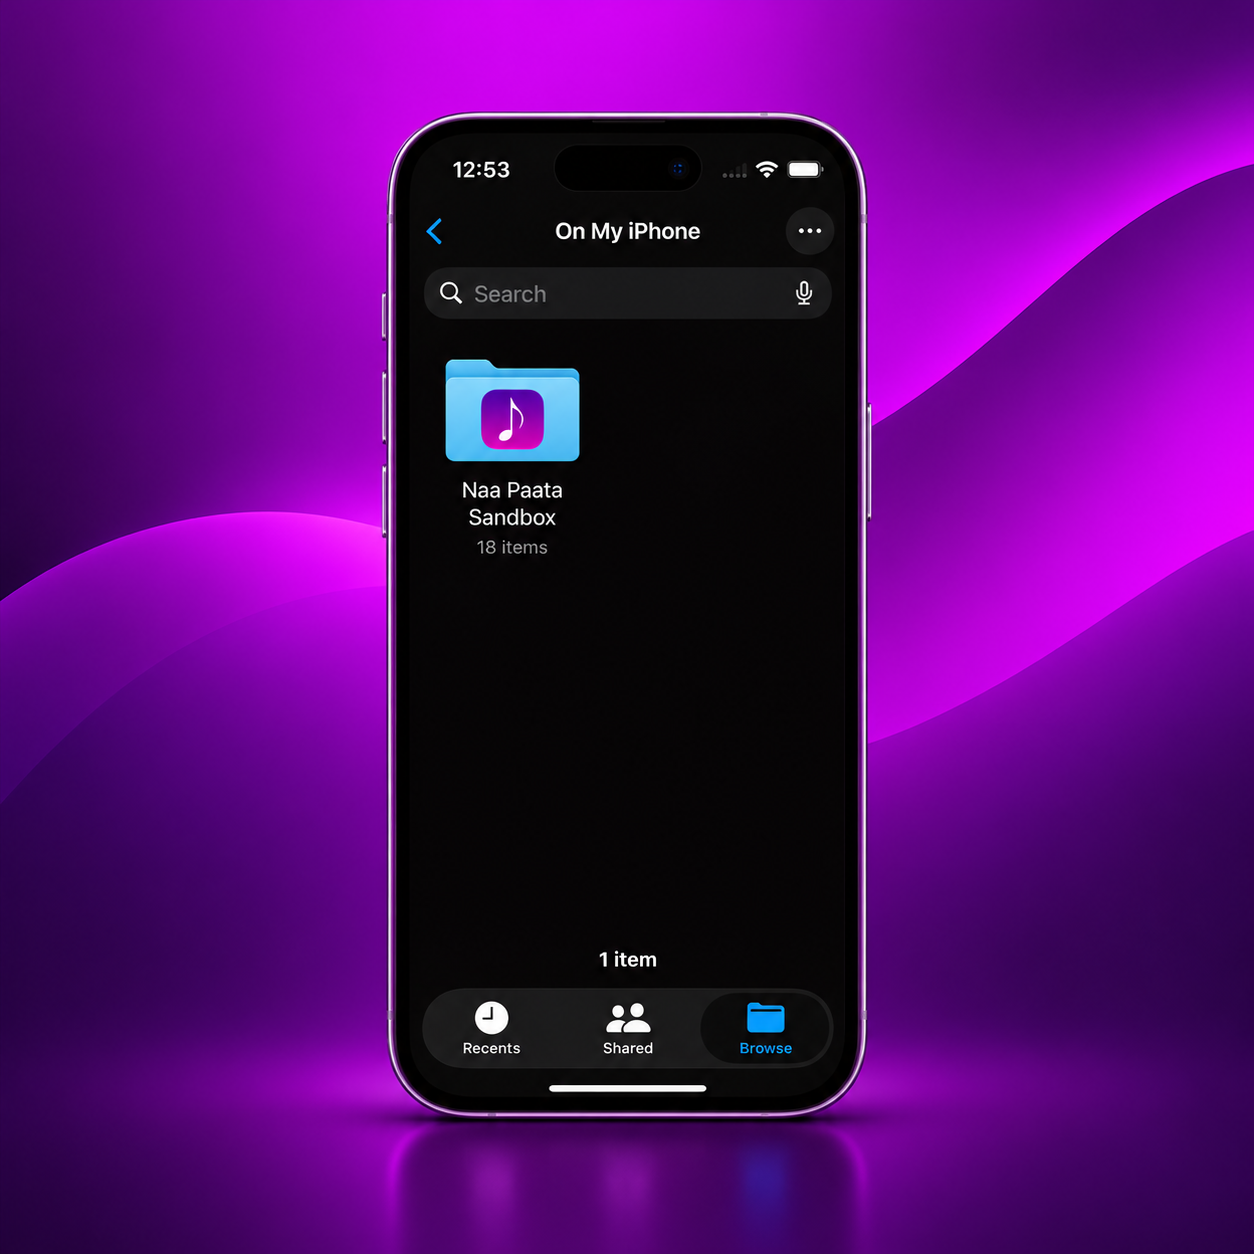 12:53
On My iPhone
Search
Naa Paata
Sandbox
18 items
1 item
Recents
Shared
Browse